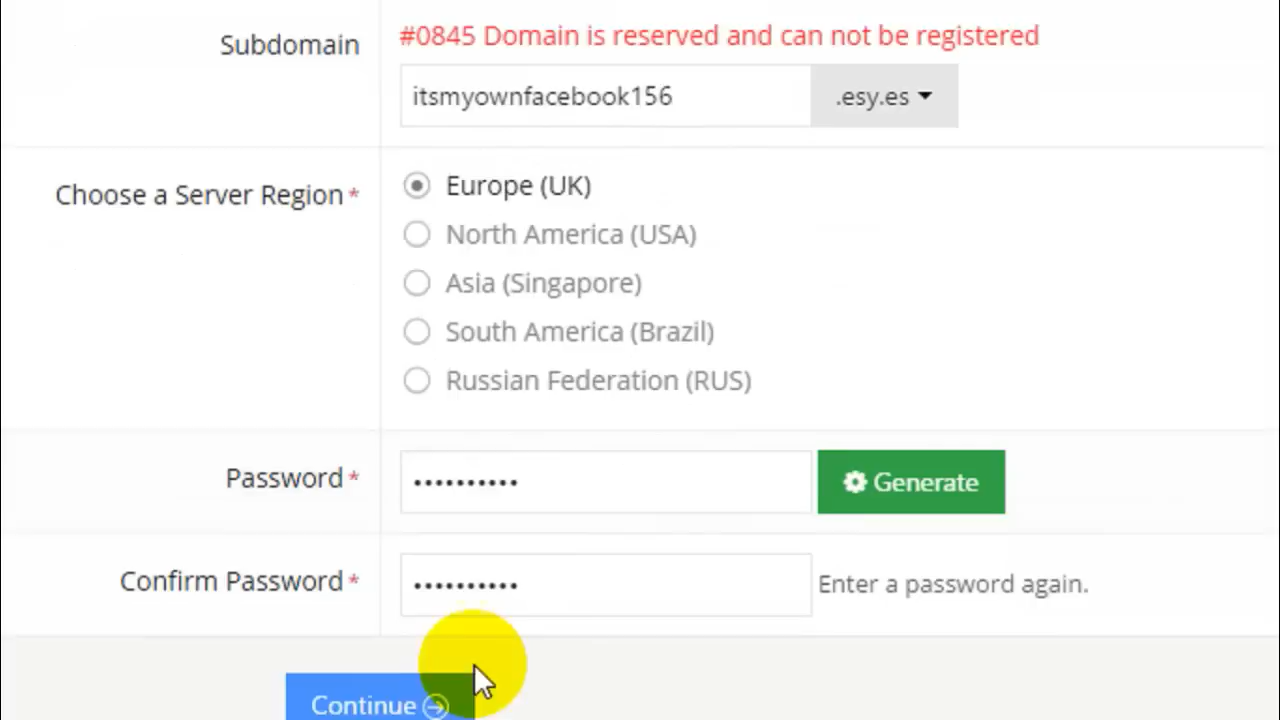 Subdomain
#0845 Domain is reserved and can not be registered
itsmyownfacebook156
.esy.es
Choose a Server Region *
Europe (UK)
North America (USA)
Asia (Singapore)
South America (Brazil)
Russian Federation (RUS)
Password *
••••••••••
Generate
Confirm Password *
••••••••••
Enter a password again.
Continue